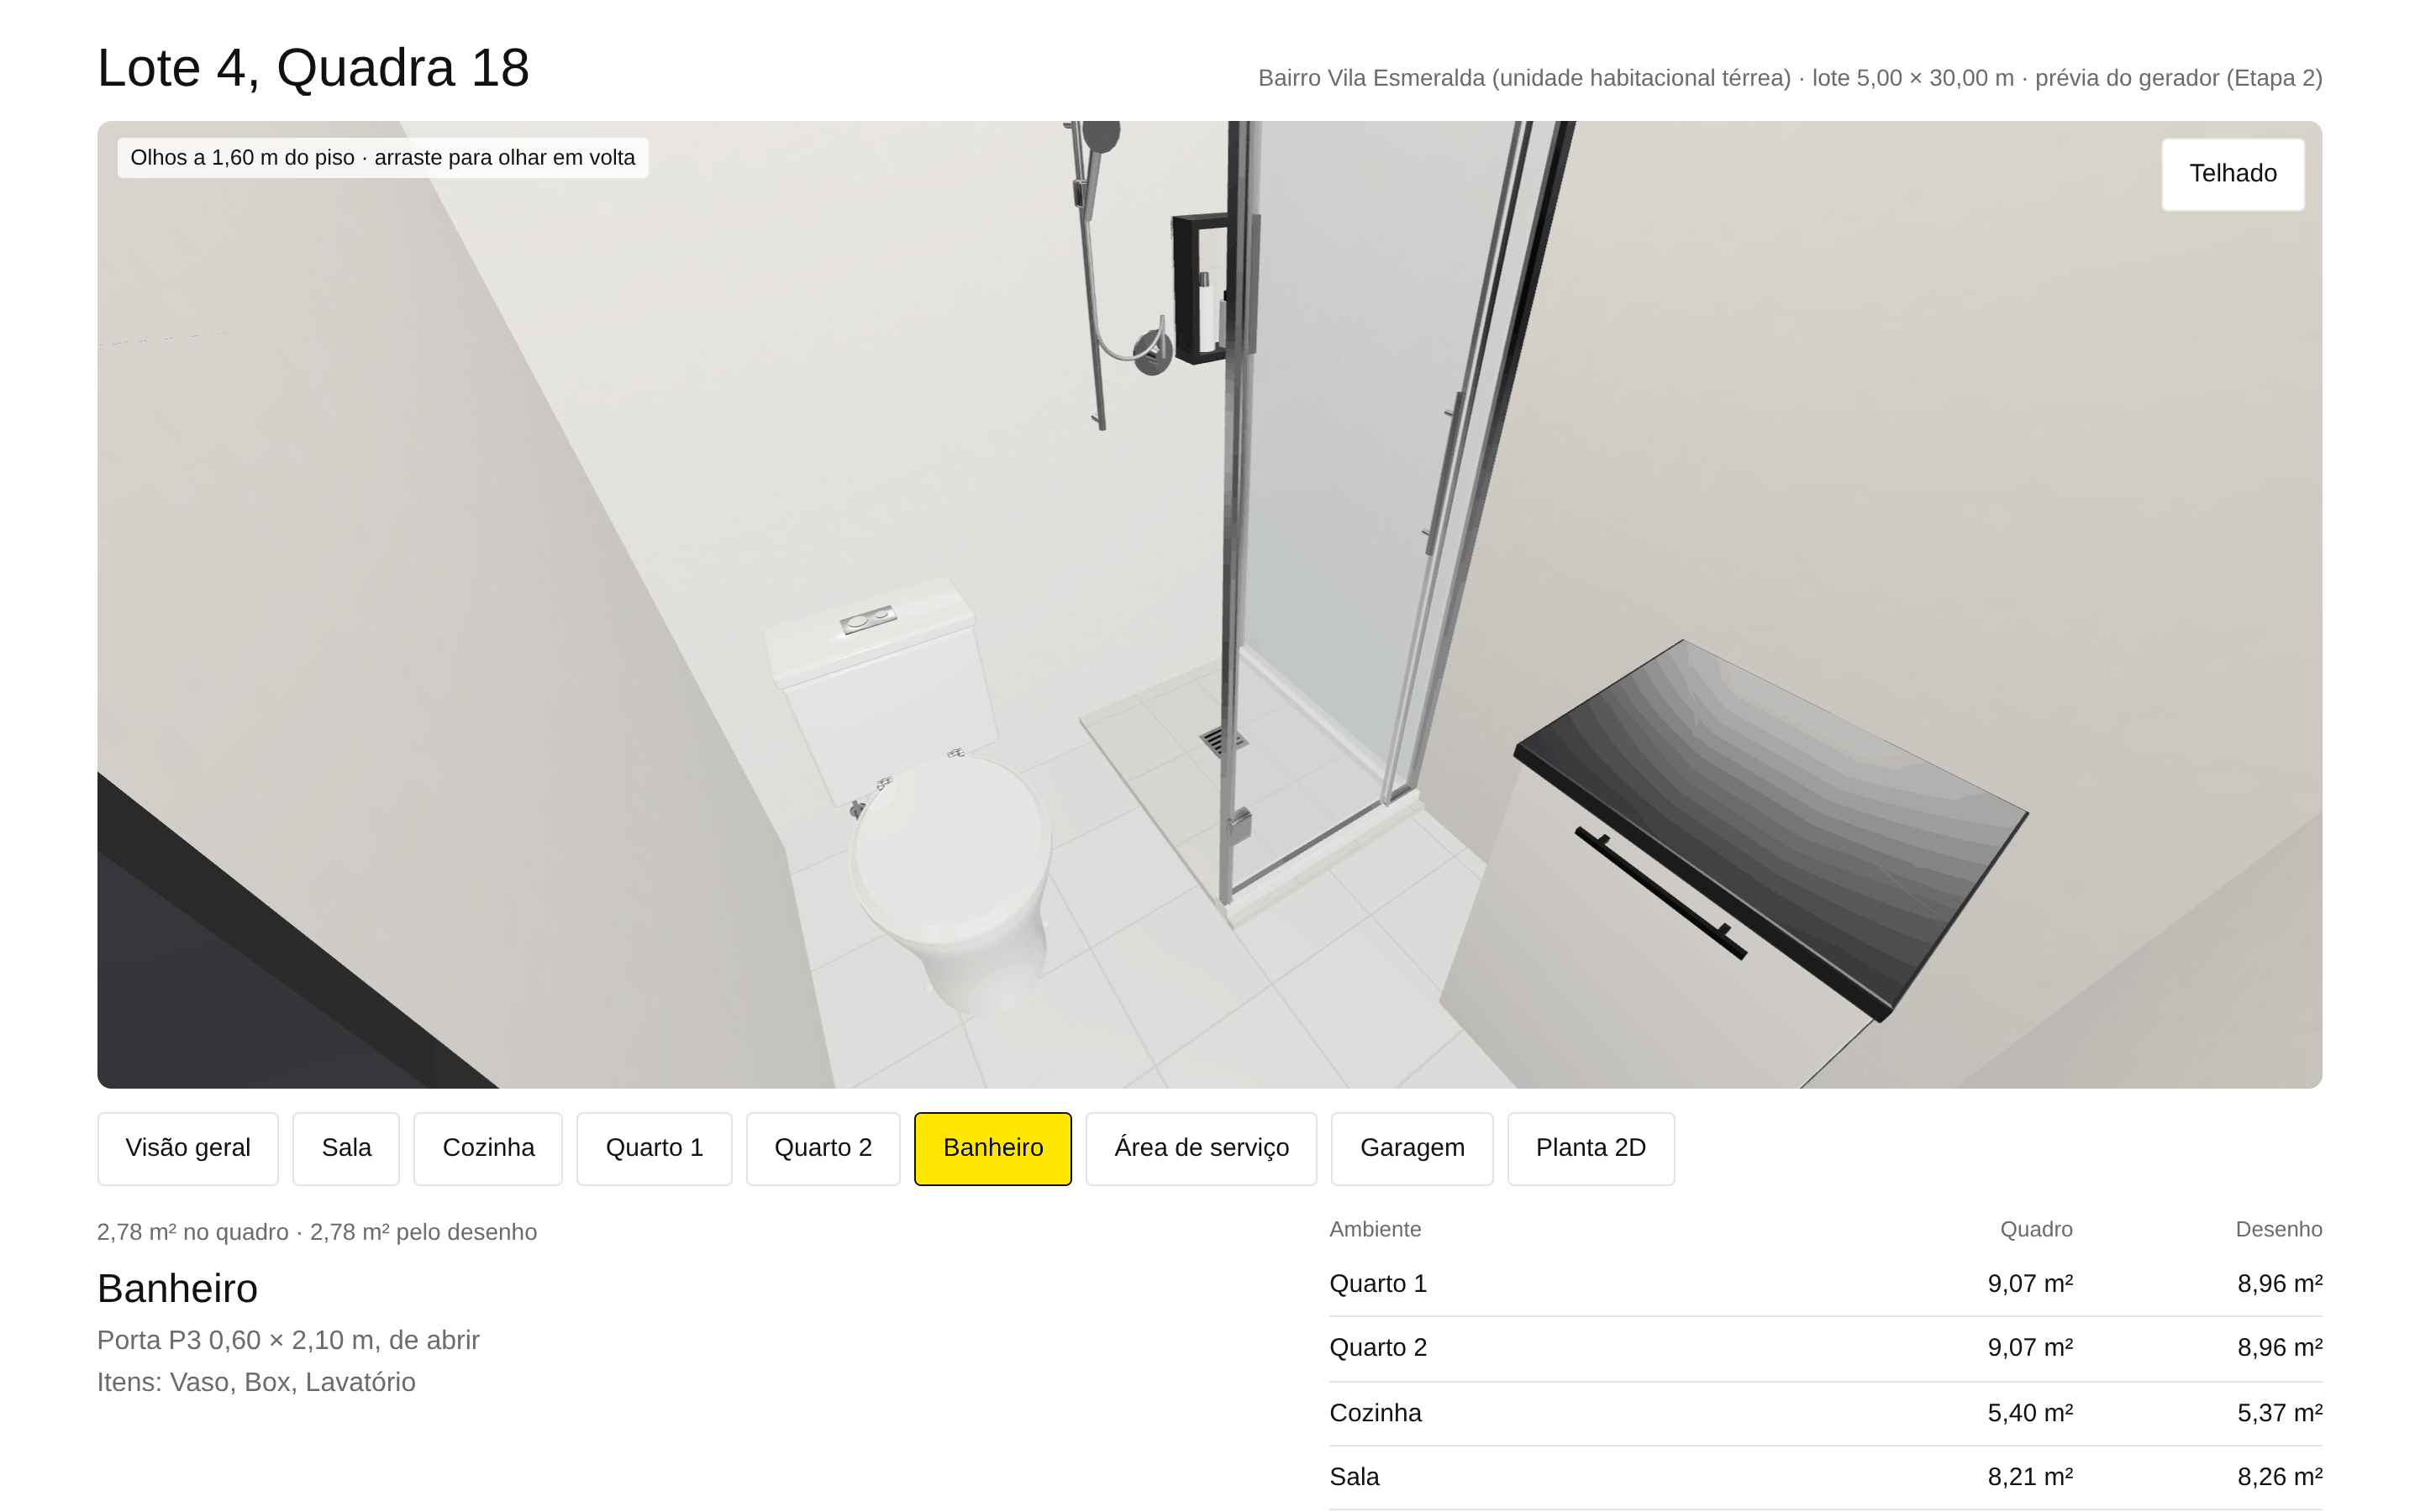 Lote 4, Quadra 18
Bairro Vila Esmeralda (unidade habitacional térrea) · lote 5,00 × 30,00 m · prévia do gerador (Etapa 2)
Olhos a 1,60 m do piso · arraste para olhar em volta
Telhado
Visão geral
Sala
Cozinha
Quarto 1
Quarto 2
Banheiro
Área de serviço
Garagem
Planta 2D
2,78 m² no quadro · 2,78 m² pelo desenho
Banheiro
Porta P3 0,60 × 2,10 m, de abrir
Itens: Vaso, Box, Lavatório
Ambiente Quadro Desenho
Quarto 1 9,07 m² 8,96 m²
Quarto 2 9,07 m² 8,96 m²
Cozinha 5,40 m² 5,37 m²
Sala 8,21 m² 8,26 m²